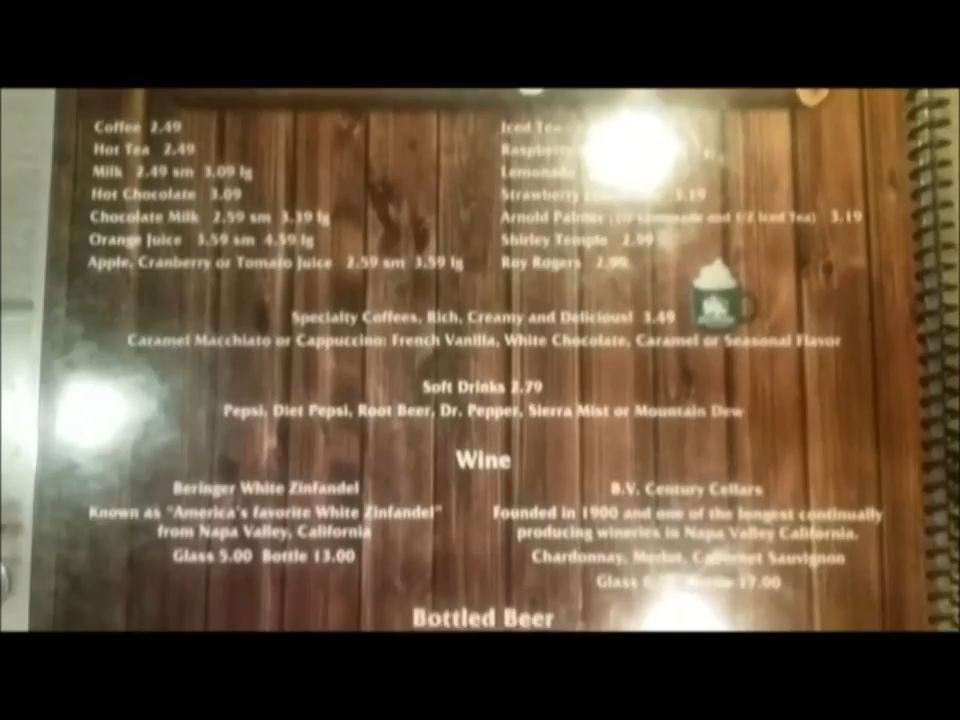 Coffee 2.49
Hot Tea 2.49
Milk 2.49 sm 3.09 lg
Hot Chocolate 3.09
Chocolate Milk 2.59 sm 3.39 lg
Orange Juice 3.59 sm 4.59 lg
Apple, Cranberry or Tomato Juice 2.59 sm 3.59 lg
Iced Tea
Raspberry
Lemonade
Strawberry 3.19
Arnold Palmer (1/2 Lemonade and 1/2 Iced Tea) 3.19
Shirley Temple 2.99
Roy Rogers 2.99
Specialty Coffees, Rich, Creamy and Delicious! 3.49
Caramel Macchiato or Cappuccino: French Vanilla, White Chocolate, Caramel or Seasonal Flavor
Soft Drinks 2.79
Pepsi, Diet Pepsi, Root Beer, Dr. Pepper, Sierra Mist or Mountain Dew
Wine
Beringer White Zinfandel
Known as "America's favorite White Zinfandel"
from Napa Valley, California
Glass 5.00 Bottle 13.00
B.V. Century Cellars
Founded in 1900 and one of the longest continually
producing wineries in Napa Valley California.
Chardonnay, Merlot, Cabernet Sauvignon
Glass Bottle 17.00
Bottled Beer